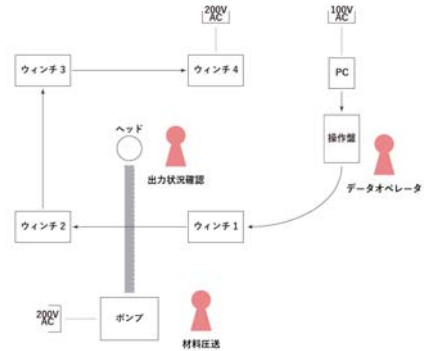 200V
AC
100V
AC
ウィンチ3
ウィンチ4
PC
ヘッド
操作盤
出力状況確認
データオペレータ
ウィンチ2
ウィンチ1
200V
AC
ポンプ
材料圧送